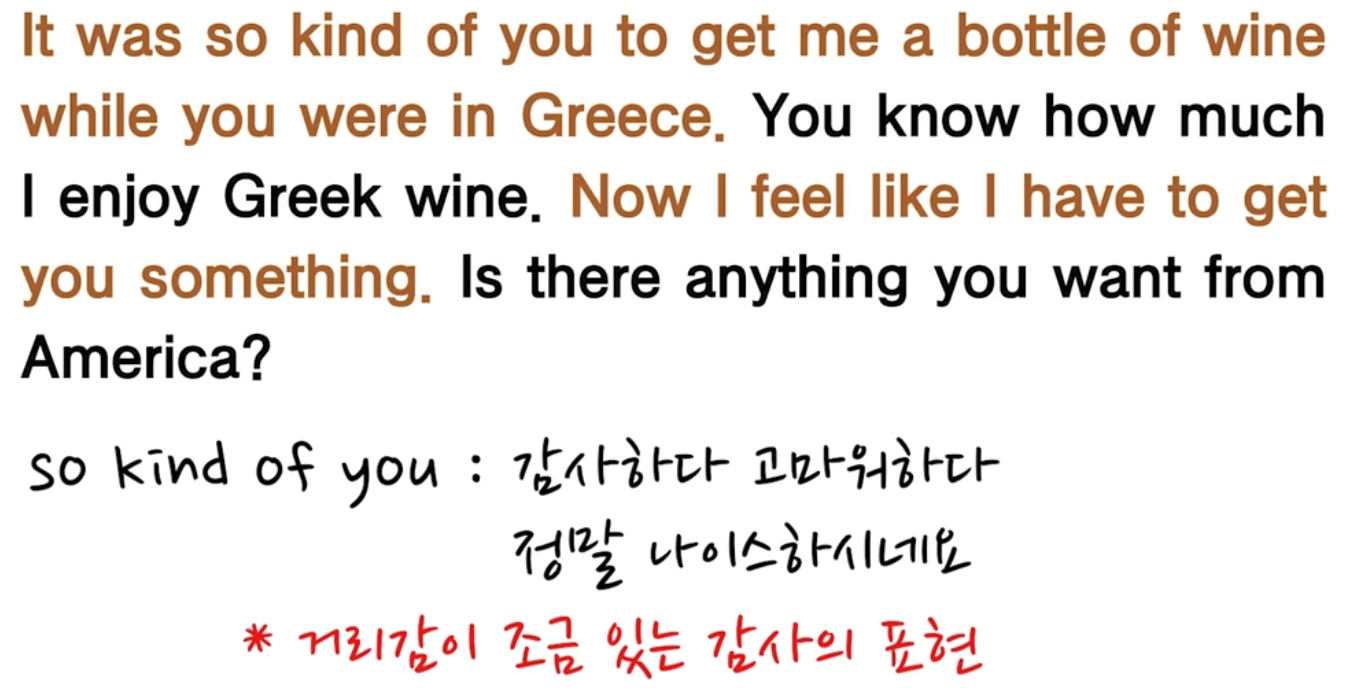 It was so kind of you to get me a bottle of wine
while you were in Greece. You know how much
I enjoy Greek wine. Now I feel like I have to get
you something. Is there anything you want from
America?
so kind of you : 감사하다 고마워하다
정말 나이스하시네요
* 거리감이 조금 있는 감사의 표현